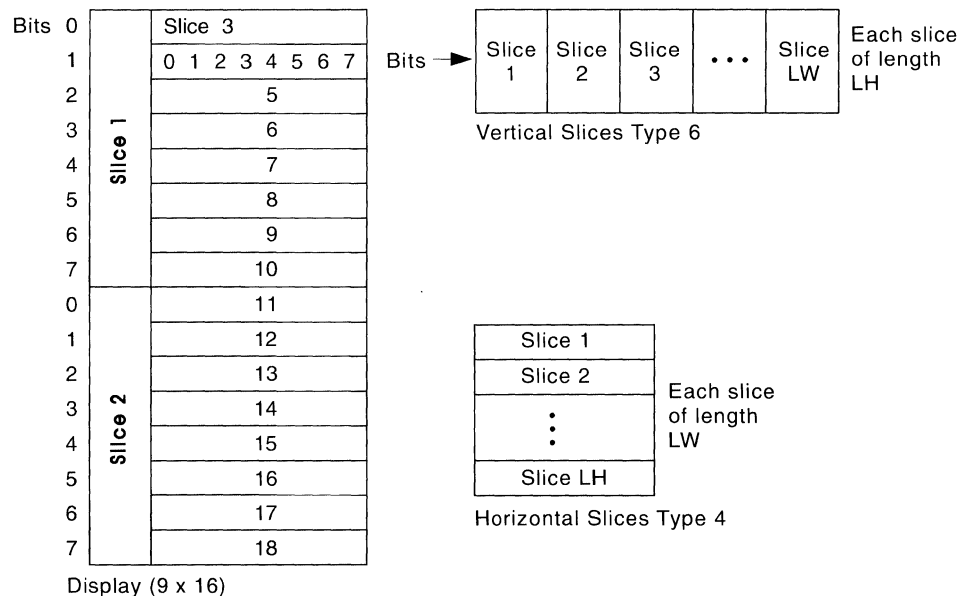 Bits 0
Slice 3
1
0 1 2 3 4 5 6 7
2
5
3
6
4
7
5
8
6
9
7
10
Slice 1
0
11
1
12
2
13
3
14
4
15
5
16
6
17
7
18
Slice 2
Display (9 x 16)
Bits
Slice 1
Slice 2
Slice 3
• • •
Slice LW
Each slice
of length
LH
Vertical Slices Type 6
Slice 1
Slice 2
Slice LH
Each slice
of length
LW
Horizontal Slices Type 4